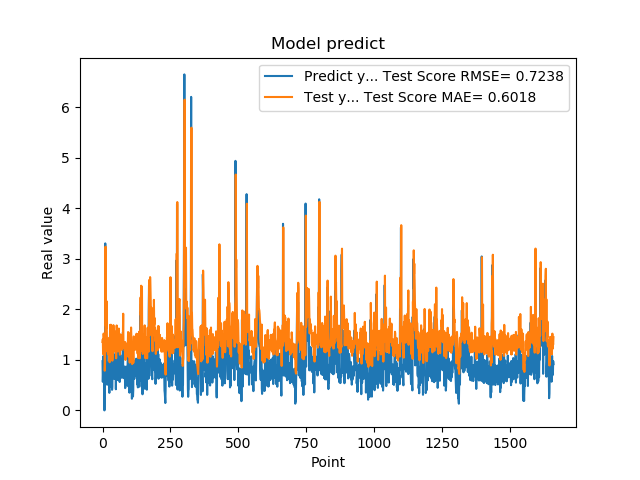 Model predict
Predict y... Test Score RMSE= 0.7238
Test y... Test Score MAE= 0.6018
Real value
6
5
4
3
2
1
0
0 250 500 750 1000 1250 1500
Point